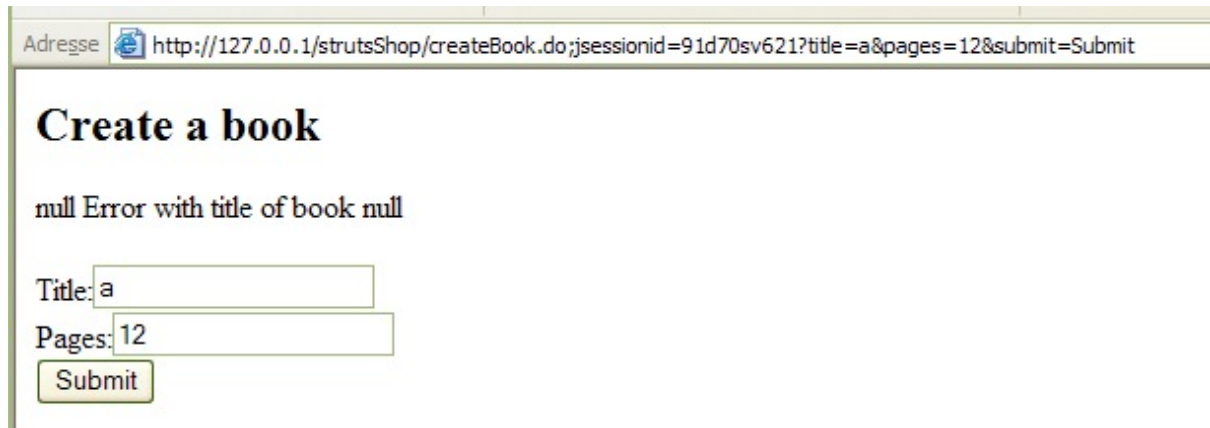 Adresse http://127.0.0.1/strutsShop/createBook.do;jsessionid=91d70sv621?title=a&pages=12&submit=Submit
Create a book
null Error with title of book null
Title: a
Pages: 12
Submit